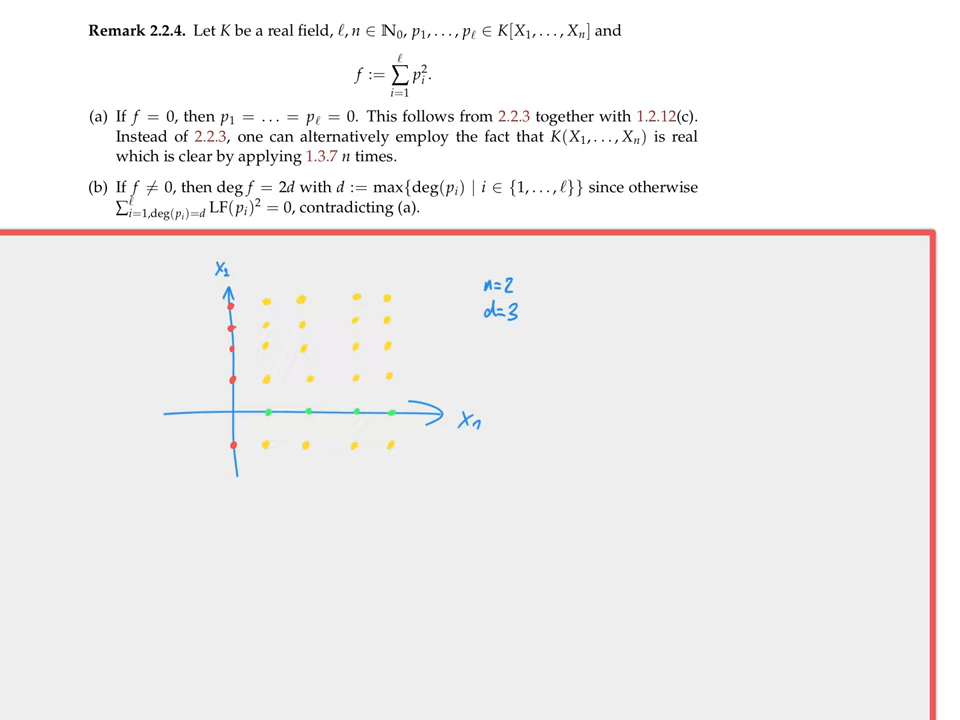 Remark 2.2.4. Let K be a real field, ℓ, n ∈ ℕ₀, p₁, . . . , p_ℓ ∈ K[X₁, . . . , Xₙ] and
f := ∑_{i=1}^{ℓ} p_i².
(a) If f = 0, then p₁ = . . . = p_ℓ = 0. This follows from 2.2.3 together with 1.2.12(c).
Instead of 2.2.3, one can alternatively employ the fact that K(X₁, . . . , Xₙ) is real
which is clear by applying 1.3.7 n times.
(b) If f ≠ 0, then deg f = 2d with d := max{deg(p_i) | i ∈ {1, . . . , ℓ}} since otherwise
∑_{i=1,deg(p_i)=d}^{ℓ} LF(p_i)² = 0, contradicting (a).
X₂
n=2
d=3
X₁